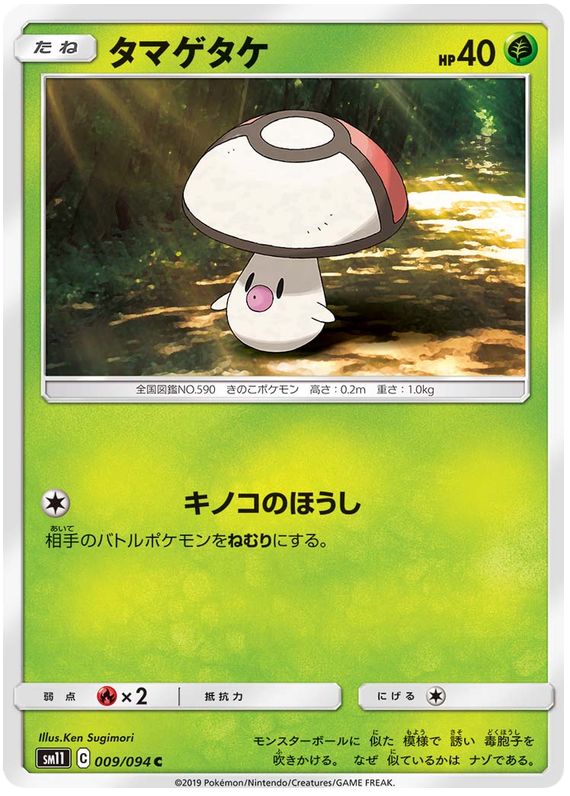 たね タマゲタケ HP40
全国図鑑NO.590 きのこポケモン 高さ:0.2m 重さ:1.0kg
キノコのほうし
相手のバトルポケモンをねむりにする。
あいて
弱点 ×2 抵抗力 にげる
Illus.Ken Sugimori
SM11 C 009/094 C
モンスターボールに 似た 模様で 誘い 毒胞子を
に もよう さそ どくほうし
吹きかける。なぜ 似ているかは ナゾである。
ふ に
©2019 Pokémon/Nintendo/Creatures/GAME FREAK.